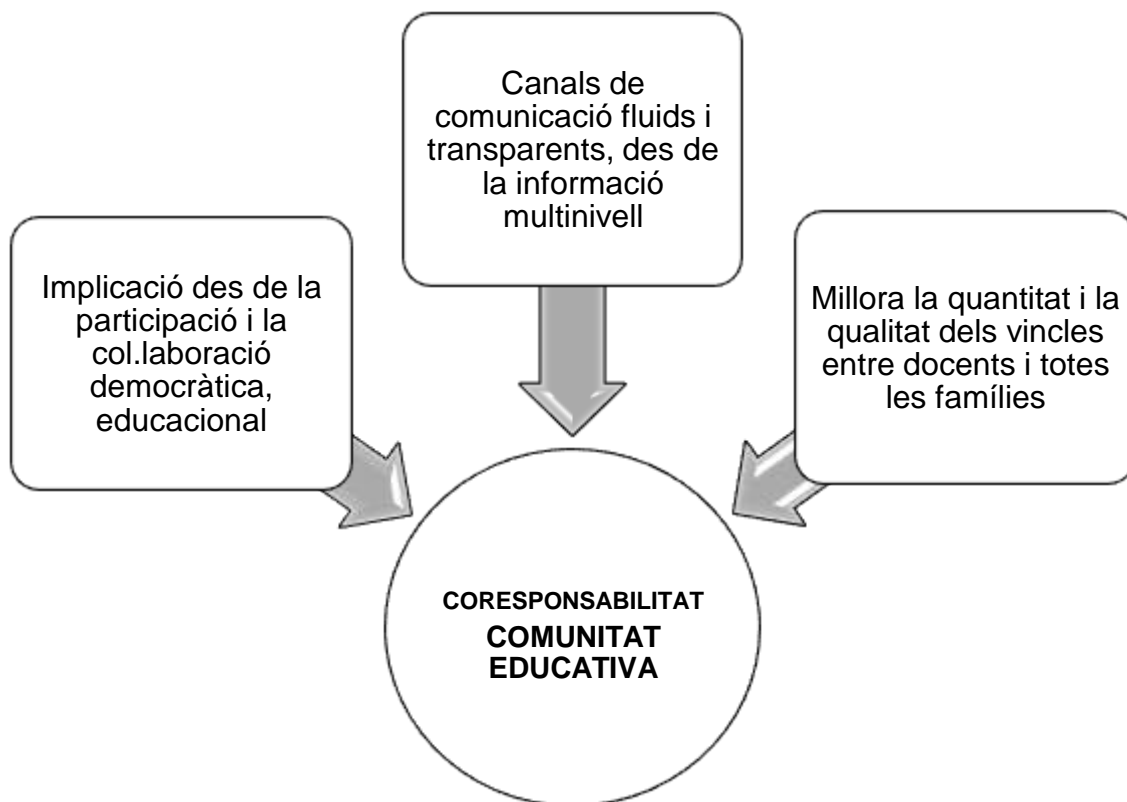 Canals de
comunicació fluids i
transparents, des de
la informació
multinivell
Implicació des de la
participació i la
col.laboració
democràtica,
educacional
Millora la quantitat i la
qualitat dels vincles
entre docents i totes
les famílies
CORESPONSABILITAT
COMUNITAT
EDUCATIVA